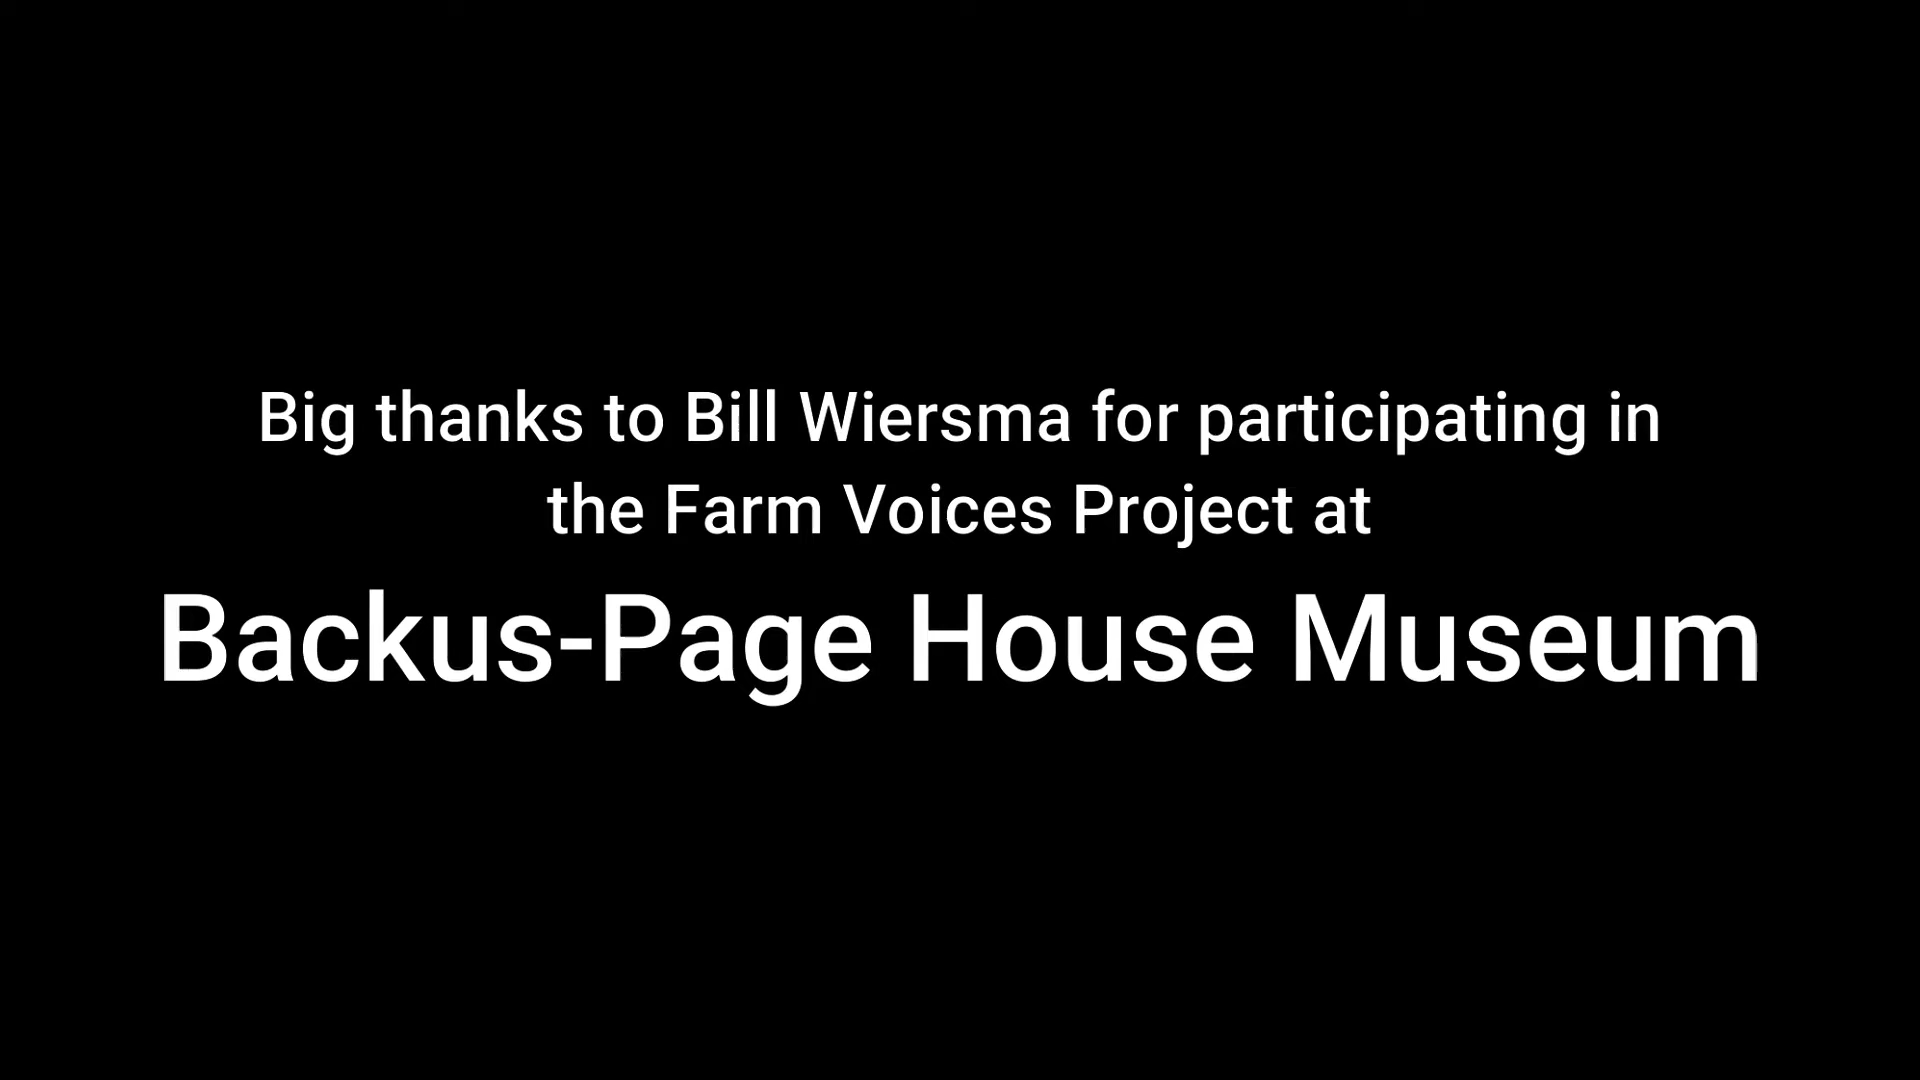 Big thanks to Bill Wiersma for participating in
the Farm Voices Project at
Backus-Page House Museum